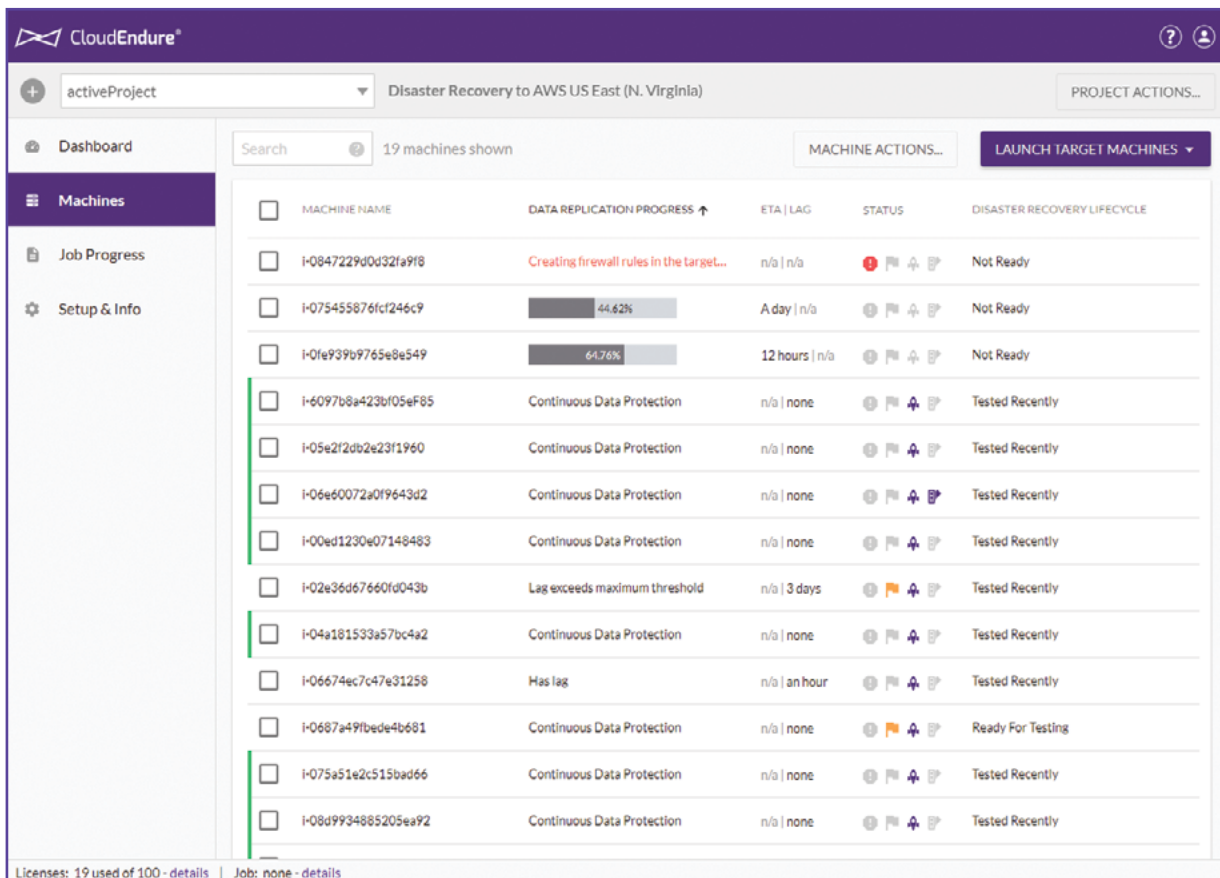 CloudEndure®
activeProject
Disaster Recovery to AWS US East (N. Virginia)
PROJECT ACTIONS...
Dashboard
Machines
Job Progress
Setup & Info
Search
19 machines shown
MACHINE ACTIONS...
LAUNCH TARGET MACHINES
MACHINE NAME DATA REPLICATION PROGRESS ETA | LAG STATUS DISASTER RECOVERY LIFECYCLE
i-0847229d0d32fa9f8 Creating firewall rules in the target... n/a | n/a Not Ready
i-075455876fcf246c9 44.62% A day | n/a Not Ready
i-0fe939b9765e8e549 64.76% 12 hours | n/a Not Ready
i-6097b8a423bf05eF85 Continuous Data Protection n/a | none Tested Recently
i-05e2f2db2e23f1960 Continuous Data Protection n/a | none Tested Recently
i-06e60072a0f9643d2 Continuous Data Protection n/a | none Tested Recently
i-00ed1230e07148483 Continuous Data Protection n/a | none Tested Recently
i-02e36d67660fd043b Lag exceeds maximum threshold n/a | 3 days Tested Recently
i-04a181533a57bc4a2 Continuous Data Protection n/a | none Tested Recently
i-06674ec7c47e31258 Has lag n/a | an hour Tested Recently
i-0687a49fbede4b681 Continuous Data Protection n/a | none Ready For Testing
i-075a51e2c515bad66 Continuous Data Protection n/a | none Tested Recently
i-08d9934885205ea92 Continuous Data Protection n/a | none Tested Recently
Licenses: 19 used of 100 - details | Job: none - details